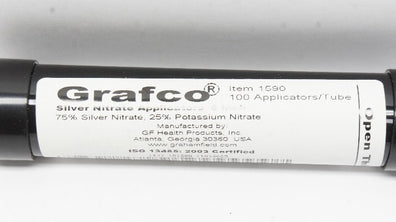 Grafco®
Item 1590
100 Applicators/Tube
Silver Nitrate Applicators
75% Silver Nitrate, 25% Potassium Nitrate
Manufactured by
GF Health Products, Inc.
Atlanta, Georgia 30360 USA
www.grahamfield.com
ISO 13485: 2003 Certified
Open